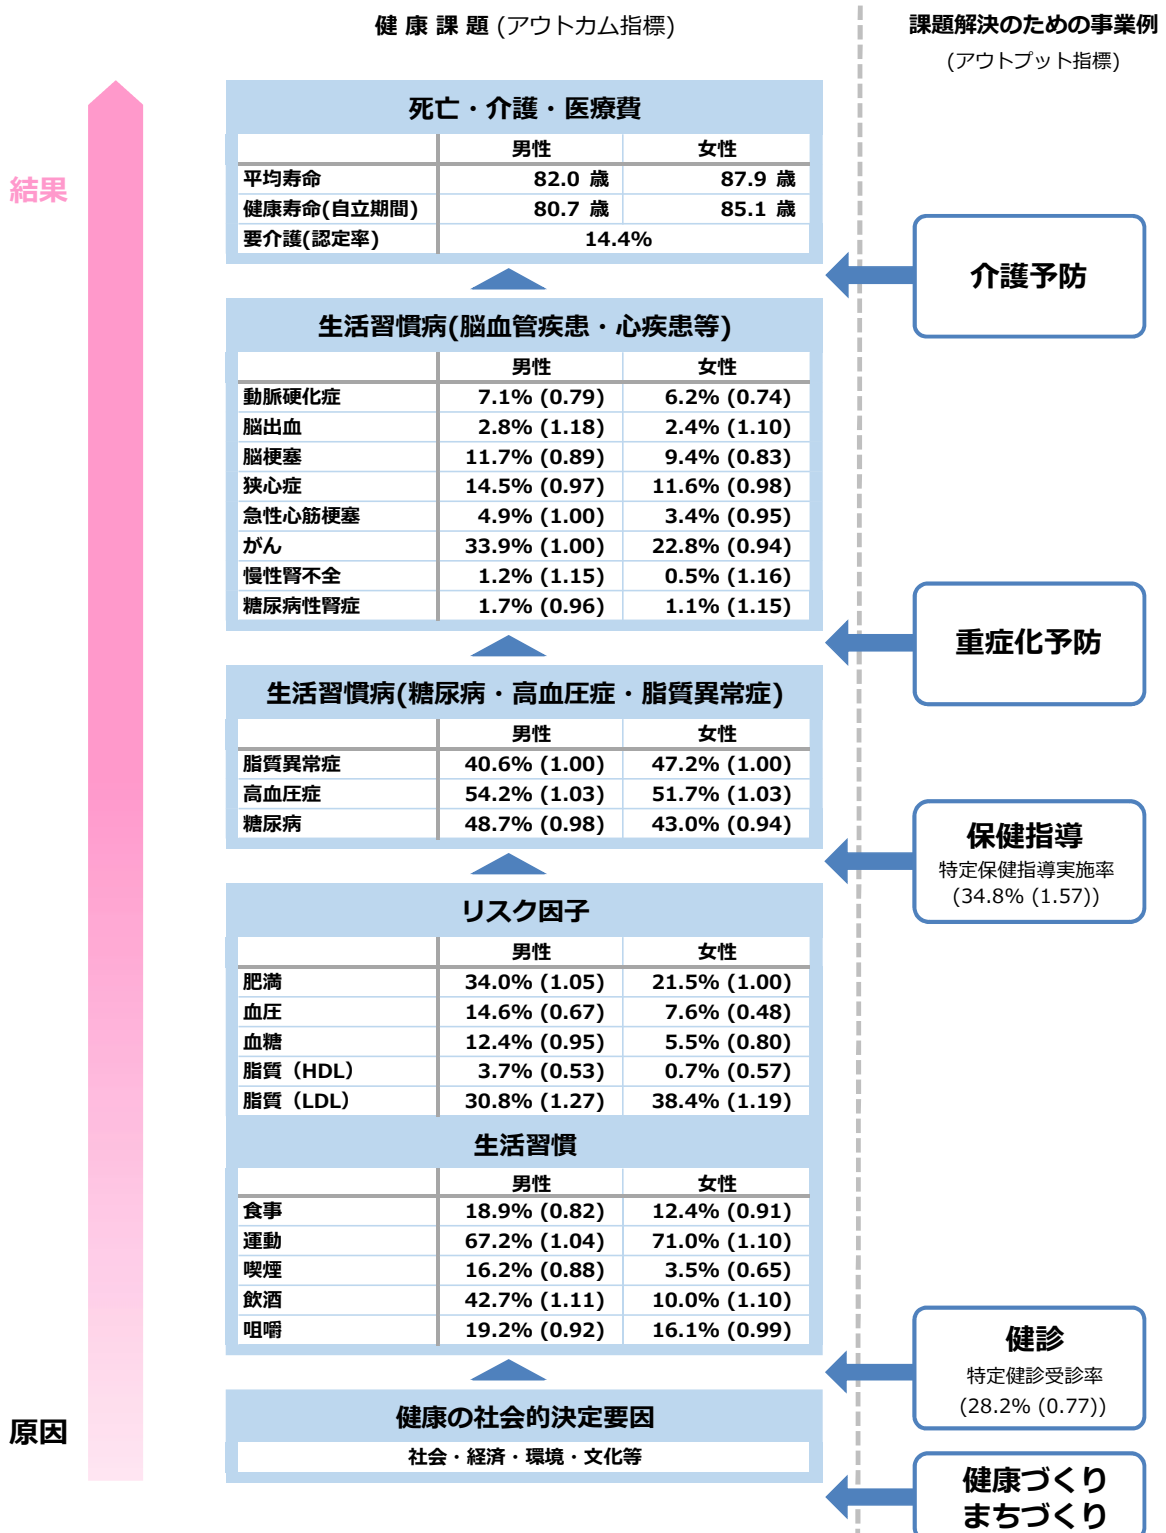 健 康 課 題 (アウトカム指標)
課題解決のための事業例
(アウトプット指標)
結果
原因
死亡・介護・医療費
男性 女性
平均寿命 82.0 歳 87.9 歳
健康寿命(自立期間) 80.7 歳 85.1 歳
要介護(認定率) 14.4%
介護予防
生活習慣病(脳血管疾患・心疾患等)
男性 女性
動脈硬化症 7.1% (0.79) 6.2% (0.74)
脳出血 2.8% (1.18) 2.4% (1.10)
脳梗塞 11.7% (0.89) 9.4% (0.83)
狭心症 14.5% (0.97) 11.6% (0.98)
急性心筋梗塞 4.9% (1.00) 3.4% (0.95)
がん 33.9% (1.00) 22.8% (0.94)
慢性腎不全 1.2% (1.15) 0.5% (1.16)
糖尿病性腎症 1.7% (0.96) 1.1% (1.15)
重症化予防
生活習慣病(糖尿病・高血圧症・脂質異常症)
男性 女性
脂質異常症 40.6% (1.00) 47.2% (1.00)
高血圧症 54.2% (1.03) 51.7% (1.03)
糖尿病 48.7% (0.98) 43.0% (0.94)
保健指導
特定保健指導実施率
(34.8% (1.57))
リスク因子
男性 女性
肥満 34.0% (1.05) 21.5% (1.00)
血圧 14.6% (0.67) 7.6% (0.48)
血糖 12.4% (0.95) 5.5% (0.80)
脂質（HDL） 3.7% (0.53) 0.7% (0.57)
脂質（LDL） 30.8% (1.27) 38.4% (1.19)
生活習慣
男性 女性
食事 18.9% (0.82) 12.4% (0.91)
運動 67.2% (1.04) 71.0% (1.10)
喫煙 16.2% (0.88) 3.5% (0.65)
飲酒 42.7% (1.11) 10.0% (1.10)
咀嚼 19.2% (0.92) 16.1% (0.99)
健診
特定健診受診率
(28.2% (0.77))
健康の社会的決定要因
社会・経済・環境・文化等
健康づくり
まちづくり